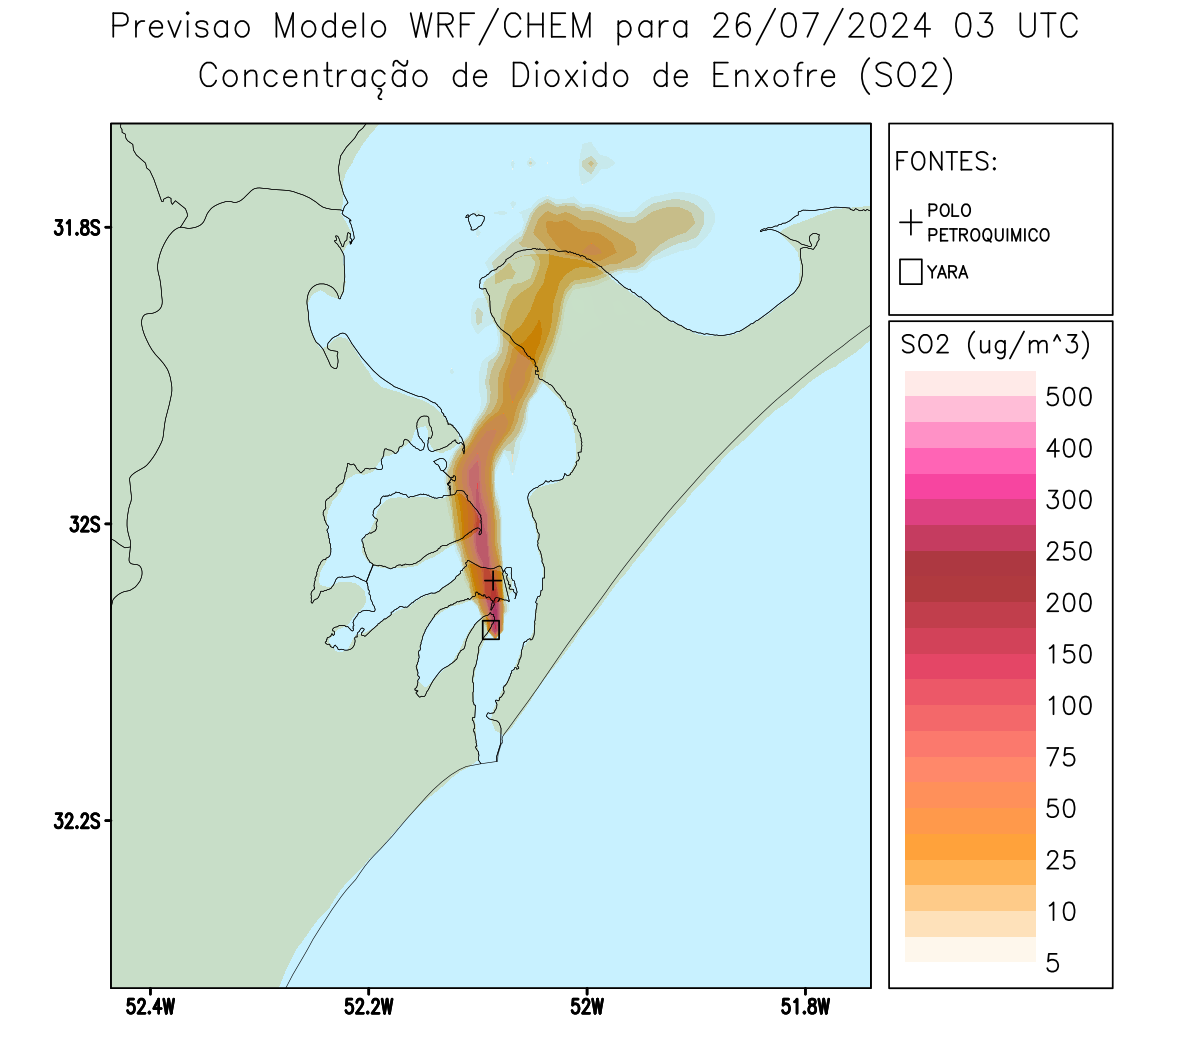 Previsao Modelo WRF/CHEM para 26/07/2024 03 UTC
Concentração de Dioxido de Enxofre (SO2)
FONTES:
POLO
PETROQUIMICO
YARA
SO2 (ug/m^3)
500
400
300
250
200
150
100
75
50
25
10
5
31.8S
32S
32.2S
52.4W
52.2W
52W
51.8W